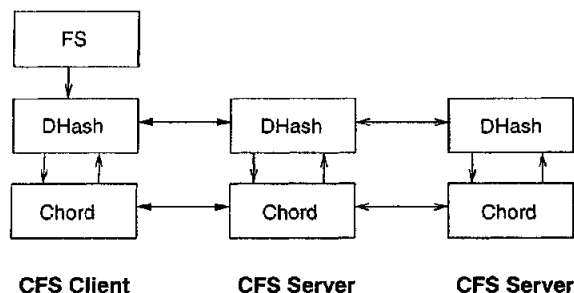 FS
DHash DHash DHash
Chord Chord Chord
CFS Client CFS Server CFS Server